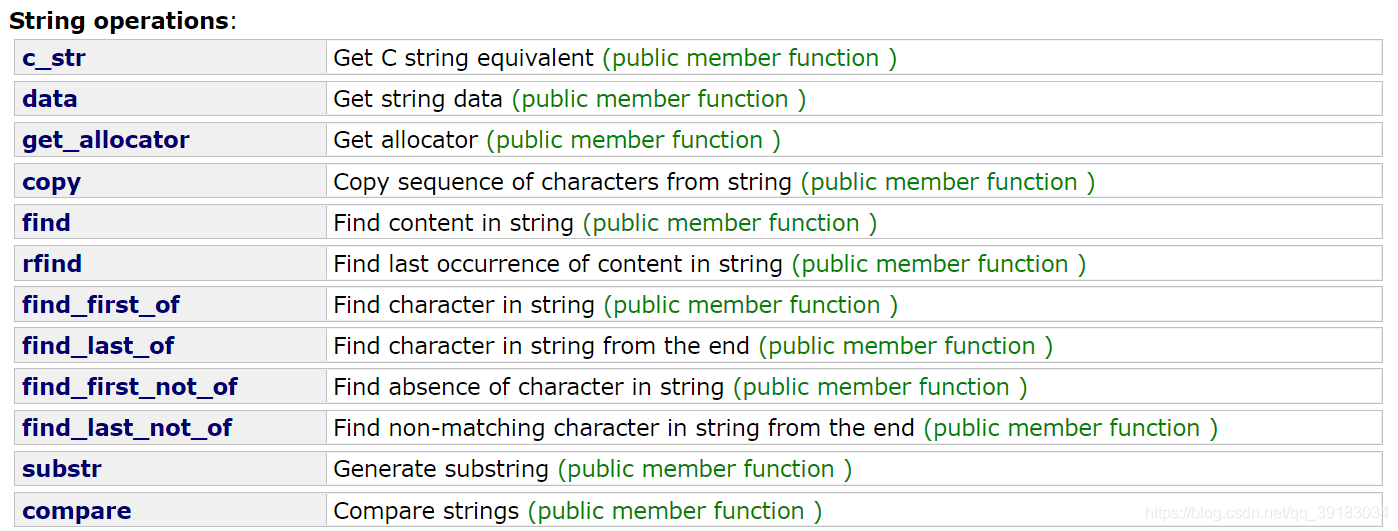 String operations:
c_str Get C string equivalent (public member function )
data Get string data (public member function )
get_allocator Get allocator (public member function )
copy Copy sequence of characters from string (public member function )
find Find content in string (public member function )
rfind Find last occurrence of content in string (public member function )
find_first_of Find character in string (public member function )
find_last_of Find character in string from the end (public member function )
find_first_not_of Find absence of character in string (public member function )
find_last_not_of Find non-matching character in string from the end (public member function )
substr Generate substring (public member function )
compare Compare strings (public member function )
https://blog.csdn.net/qq_39183034